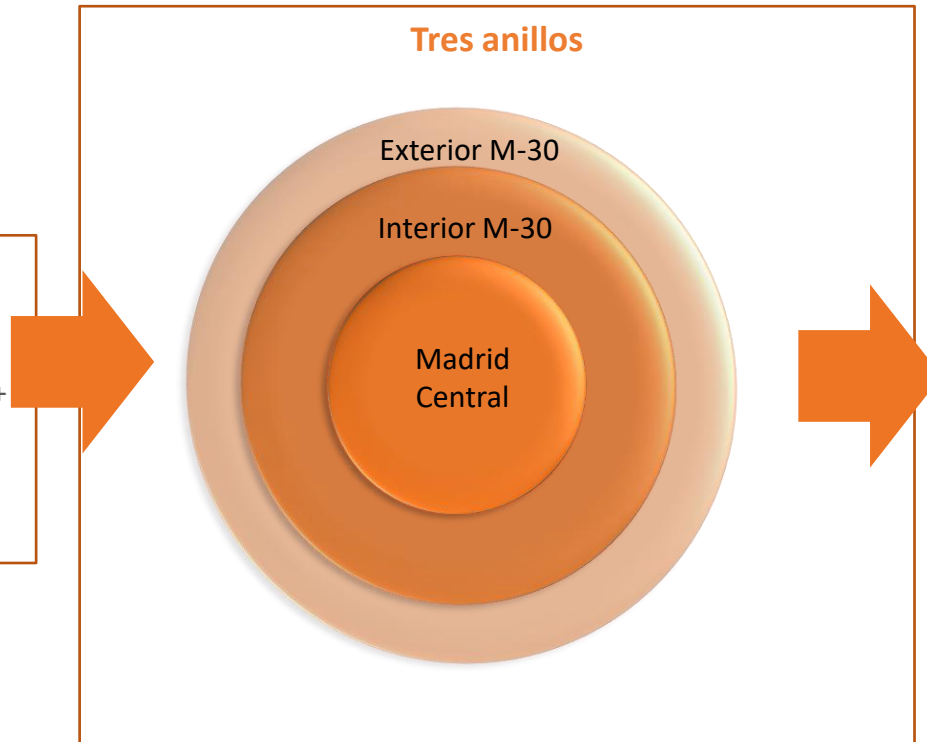 Tres anillos
Exterior M-30
Interior M-30
Madrid
Central
+